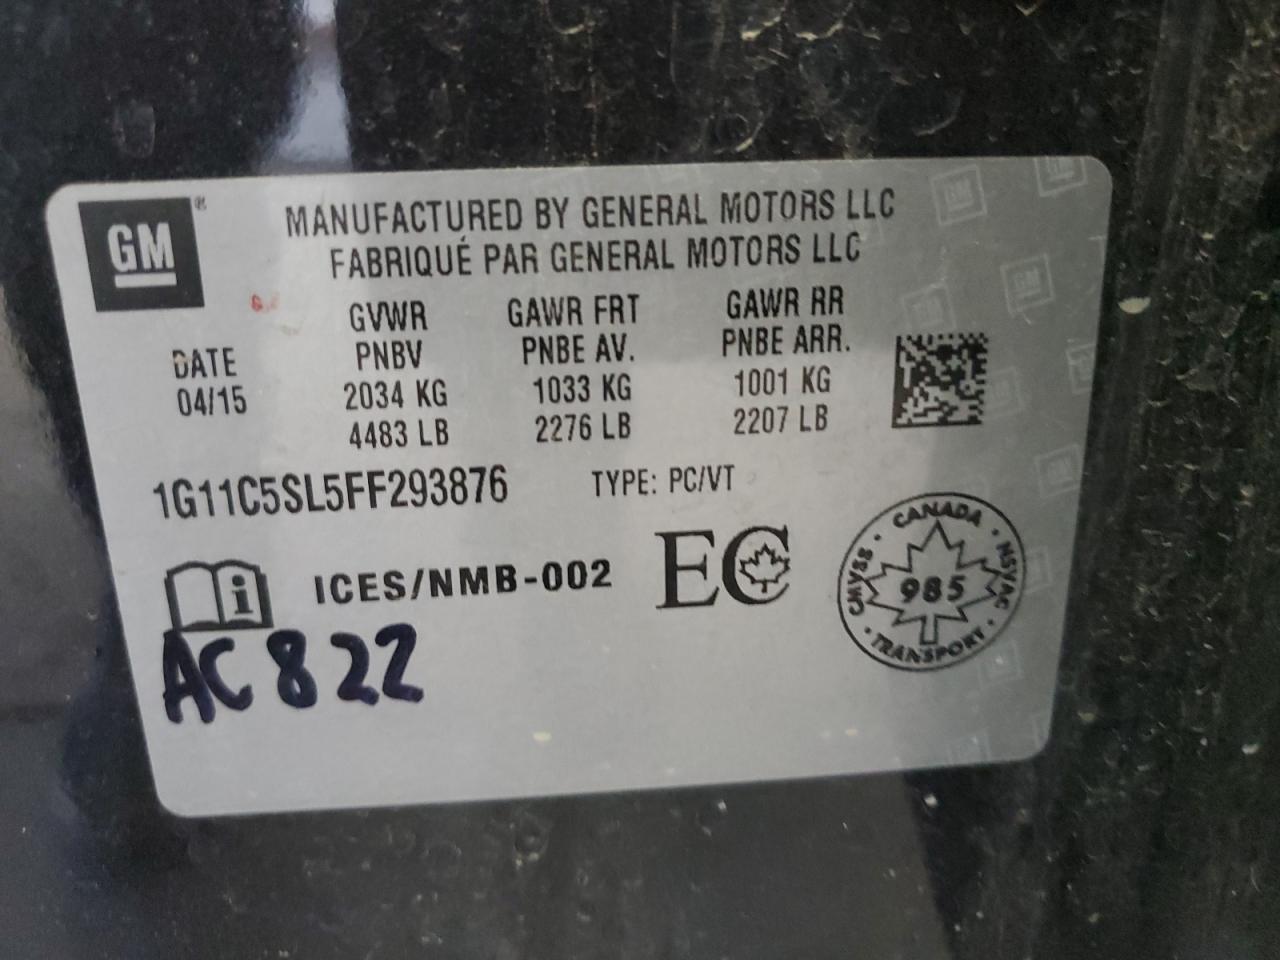 GM ®
MANUFACTURED BY GENERAL MOTORS LLC
FABRIQUÉ PAR GENERAL MOTORS LLC
DATE
04/15
GVWR
PNBV
2034 KG
4483 LB
GAWR FRT
PNBE AV.
1033 KG
2276 LB
GAWR RR
PNBE ARR.
1001 KG
2207 LB
1G11C5SL5FF293876 TYPE: PC/VT
i ICES/NMB-002 EC
CANADA
CMVSS 985 NSVAC
TRANSPORT
AC 822